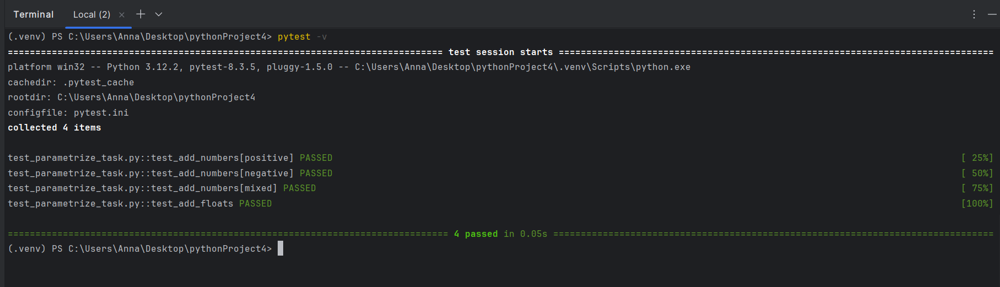 Terminal Local (2)
(.venv) PS C:\Users\Anna\Desktop\pythonProject4> pytest -v
=============================================================================== test session starts ===============================================================================
platform win32 -- Python 3.12.2, pytest-8.3.5, pluggy-1.5.0 -- C:\Users\Anna\Desktop\pythonProject4\.venv\Scripts\python.exe
cachedir: .pytest_cache
rootdir: C:\Users\Anna\Desktop\pythonProject4
configfile: pytest.ini
collected 4 items
test_parametrize_task.py::test_add_numbers[positive] PASSED [ 25%]
test_parametrize_task.py::test_add_numbers[negative] PASSED [ 50%]
test_parametrize_task.py::test_add_numbers[mixed] PASSED [ 75%]
test_parametrize_task.py::test_add_floats PASSED [100%]
================================================================================ 4 passed in 0.05s ================================================================================
(.venv) PS C:\Users\Anna\Desktop\pythonProject4>